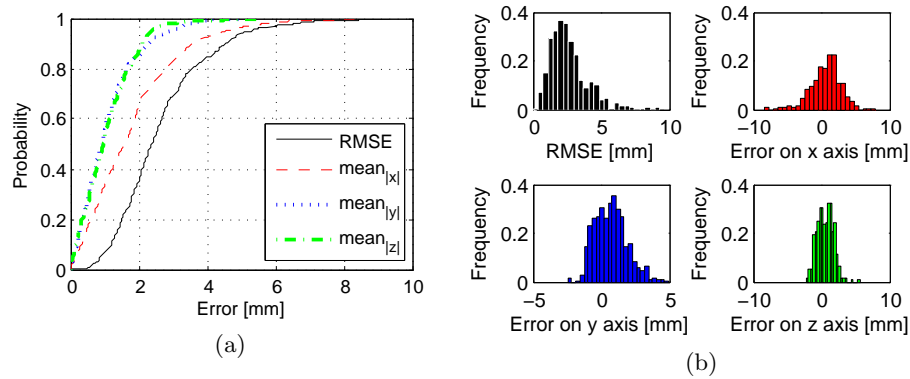 1
0.8
0.6
0.4
0.2
0
Probability
0 2 4 6 8 10
Error [mm]
RMSE
mean|x|
mean|y|
mean|z|
(a)
0.4
0.2
0
Frequency
0 5 10
RMSE [mm]
0.4
0.2
0
Frequency
−10 0 10
Error on x axis [mm]
0.4
0.2
0
Frequency
−5 0 5
Error on y axis [mm]
0.4
0.2
0
Frequency
−10 0 10
Error on z axis [mm]
(b)